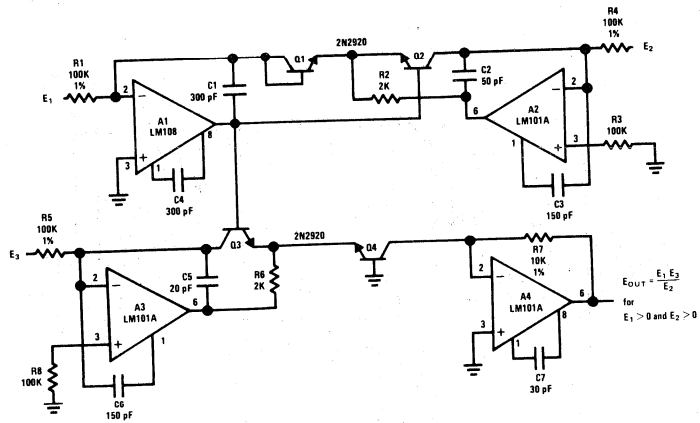 2N2920
R1
100K
1%
E1
2
−
A1
LM108
+
3
1
8
C4
300 pF
C1
300 pF
Q1
Q2
R2
2K
C2
50 pF
6
R4
100K
1%
E2
A2
LM101A
−
2
+
3
1
R3
100K
C3
150 pF
R5
100K
1%
E3
Q3
2N2920
Q4
2
−
A3
LM101A
+
3
6
1
C5
20 pF
R6
2K
R8
100K
C6
150 pF
R7
10K
1%
2
−
A4
LM101A
+
3
6
8
1
C7
30 pF
EOUT = E1 E3
E2
for
E1 > 0 and E2 > 0